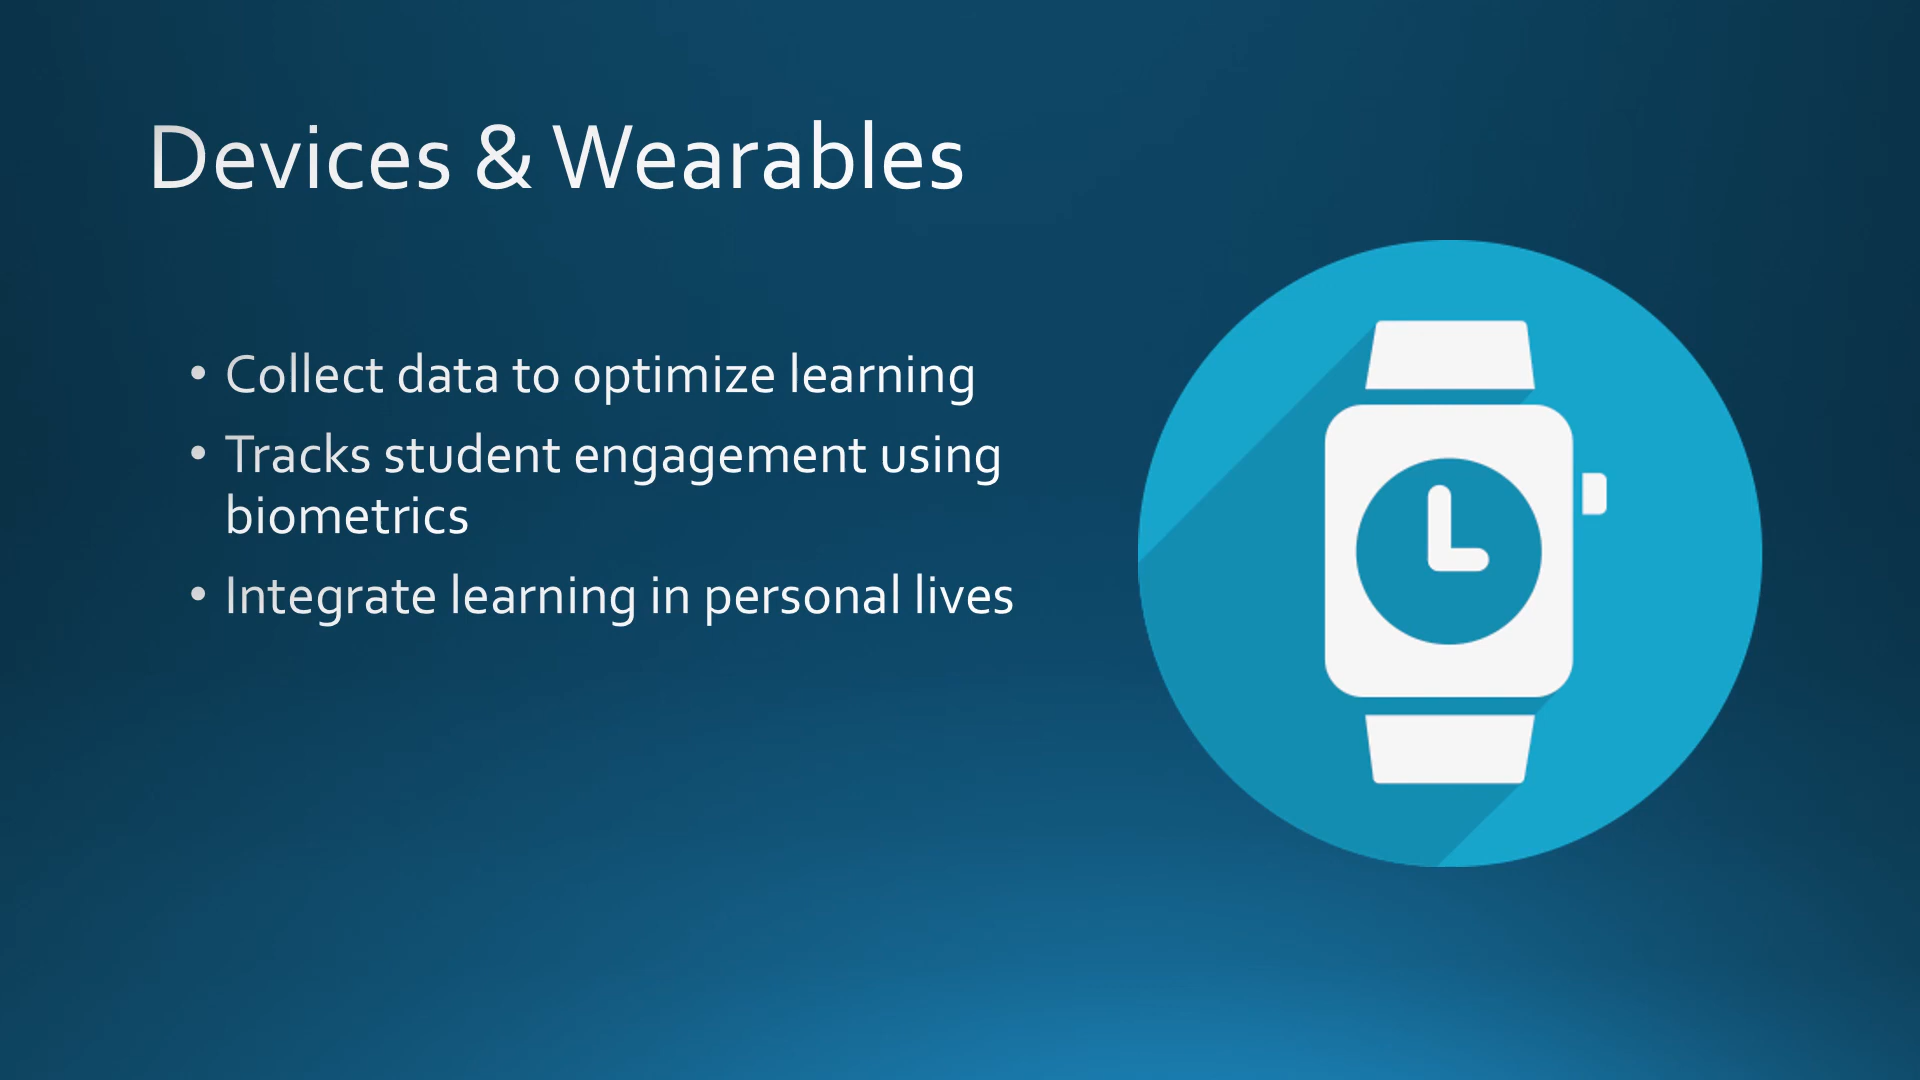 Devices & Wearables
• Collect data to optimize learning
• Tracks student engagement using
biometrics
• Integrate learning in personal lives